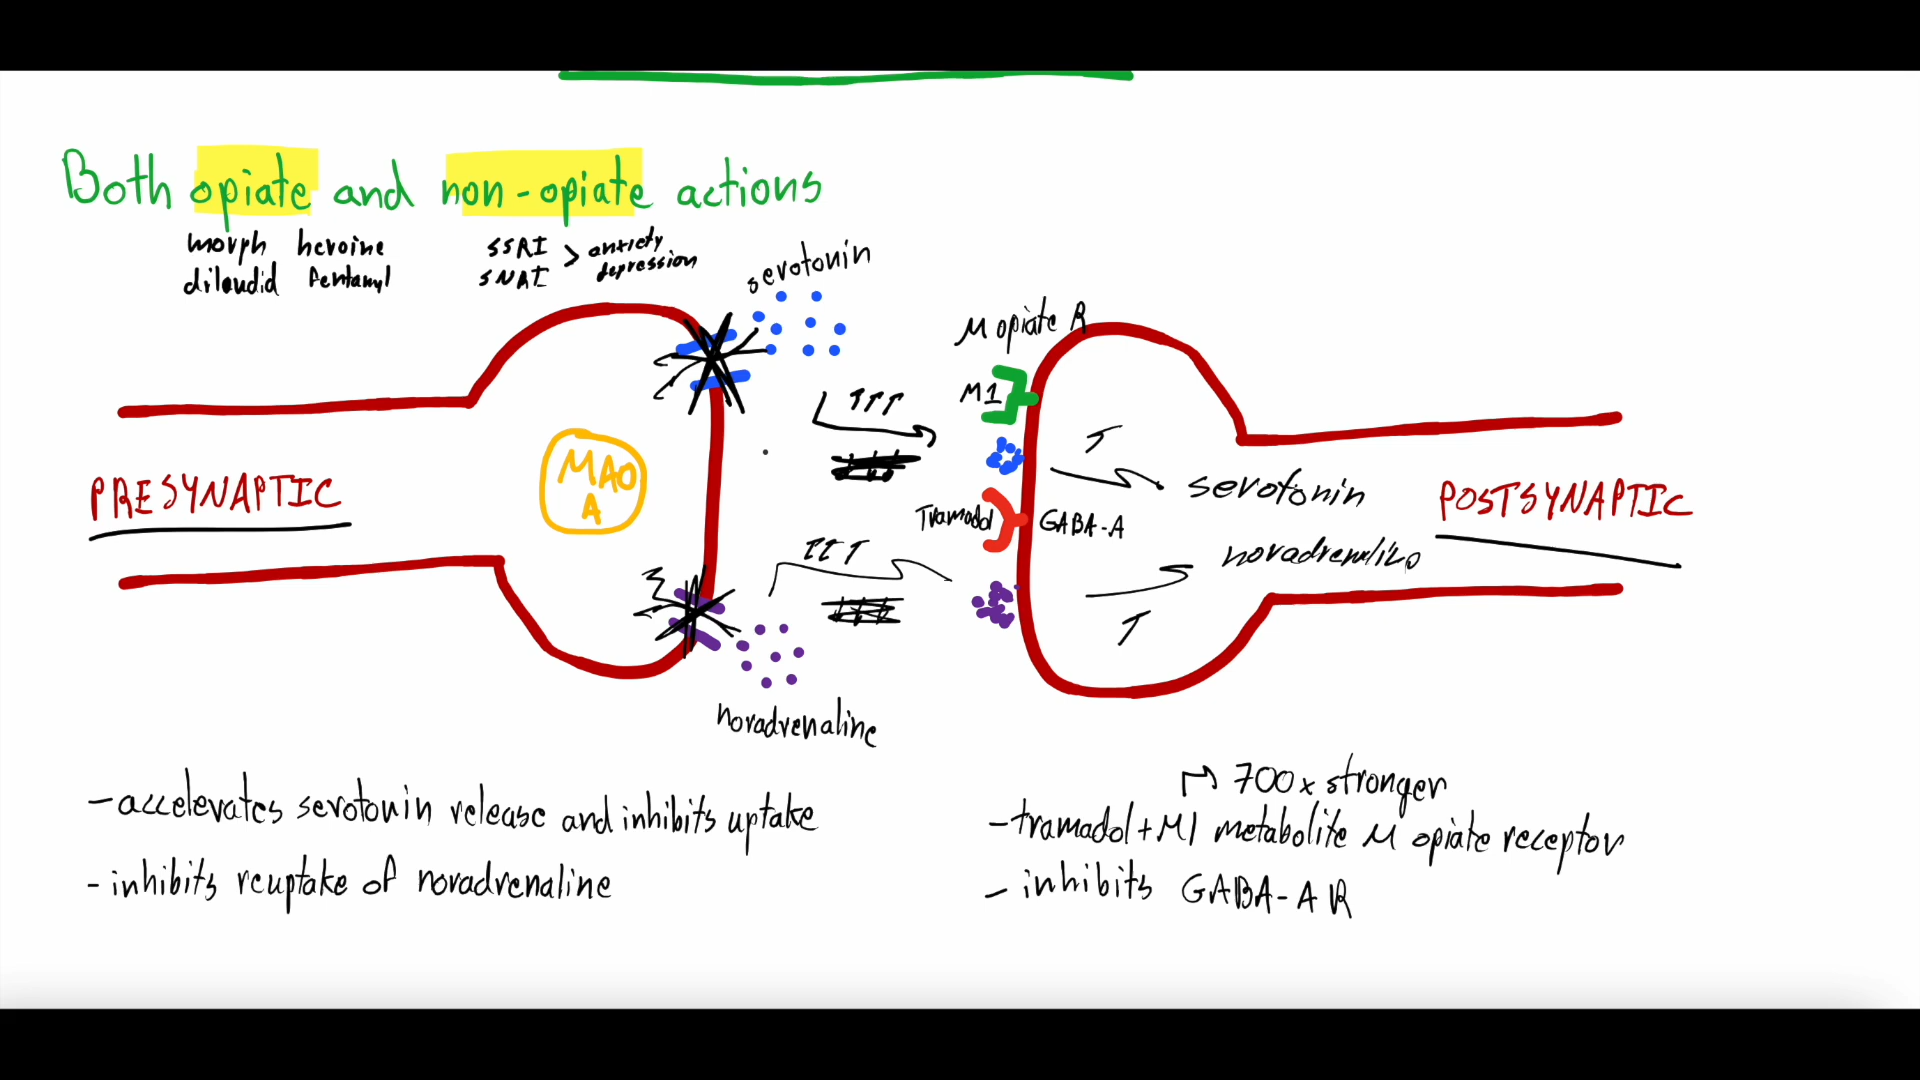 Both opiate and non-opiate actions
morph heroine
dilaudid Fentanyl
SSRI > anxiety
SNRI depression
serotonin
M opiate R
M1
MAO
A
PRESYNAPTIC
Tramadol
GABA-A
serotonin
noradrenaline
POSTSYNAPTIC
noradrenaline
-accelerates serotonin release and inhibits uptake
-inhibits reuptake of noradrenaline
700x stronger
-tramadol+M1 metabolite M opiate receptor
-inhibits GABA-A R